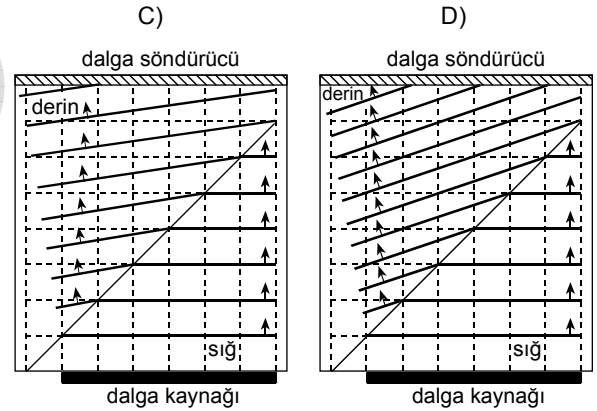 C)
dalga söndürücü
derin
sığ
dalga kaynağı
D)
dalga söndürücü
derin
sığ
dalga kaynağı